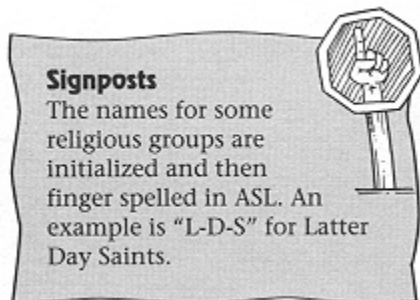 Signposts
The names for some
religious groups are
initialized and then
finger spelled in ASL. An
example is “L-D-S” for Latter
Day Saints.